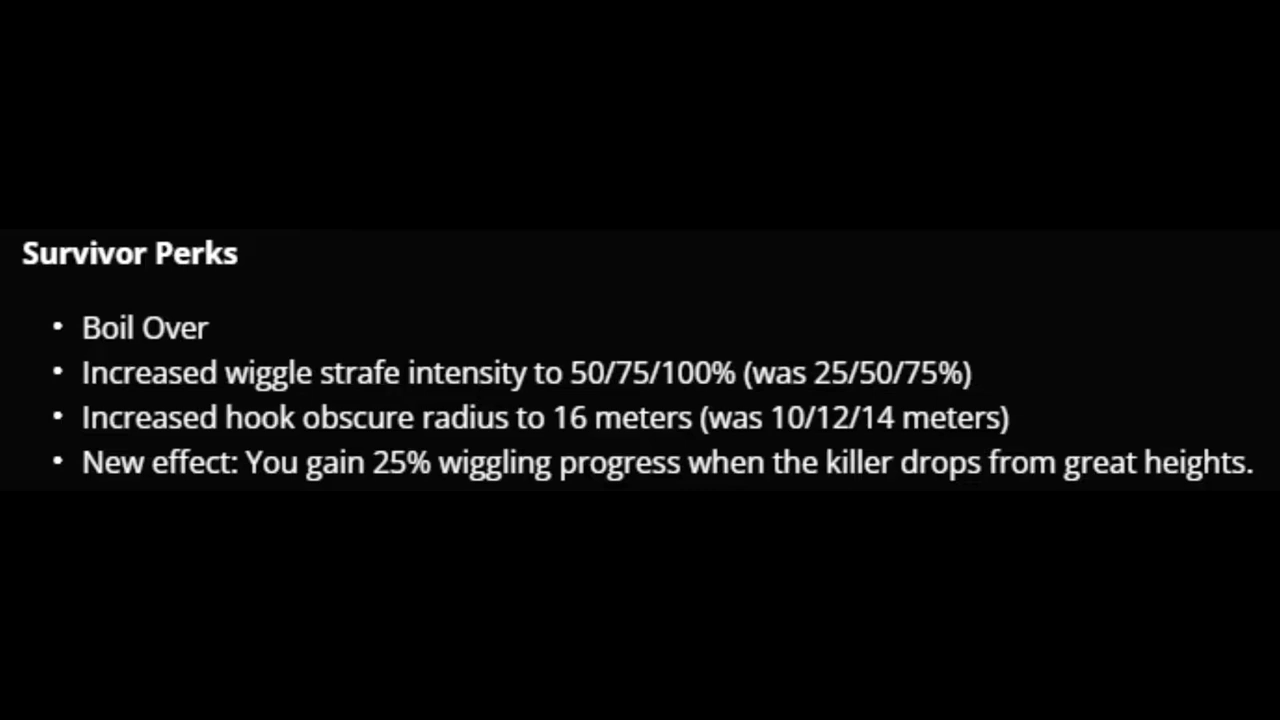 Survivor Perks
• Boil Over
• Increased wiggle strafe intensity to 50/75/100% (was 25/50/75%)
• Increased hook obscure radius to 16 meters (was 10/12/14 meters)
• New effect: You gain 25% wiggling progress when the killer drops from great heights.